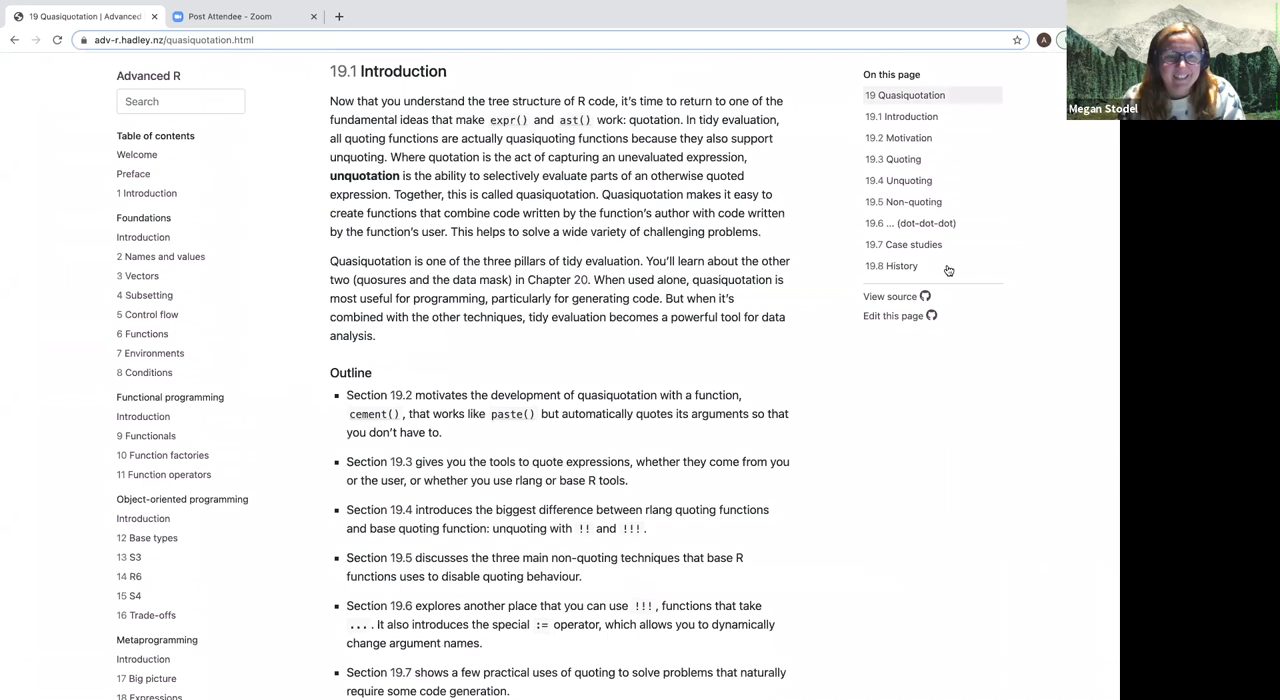 19 Quasiquotation | Advanced
Post Attendee - Zoom
adv-r.hadley.nz/quasiquotation.html
A
Megan Stodel
Advanced R
Search
Table of contents
Welcome
Preface
1 Introduction
Foundations
Introduction
2 Names and values
3 Vectors
4 Subsetting
5 Control flow
6 Functions
7 Environments
8 Conditions
Functional programming
Introduction
9 Functionals
10 Function factories
11 Function operators
Object-oriented programming
Introduction
12 Base types
13 S3
14 R6
15 S4
16 Trade-offs
Metaprogramming
Introduction
17 Big picture
18 Expressions
19.1 Introduction
Now that you understand the tree structure of R code, it's time to return to one of the
fundamental ideas that make expr() and ast() work: quotation. In tidy evaluation,
all quoting functions are actually quasiquoting functions because they also support
unquoting. Where quotation is the act of capturing an unevaluated expression,
unquotation is the ability to selectively evaluate parts of an otherwise quoted
expression. Together, this is called quasiquotation. Quasiquotation makes it easy to
create functions that combine code written by the function's author with code written
by the function's user. This helps to solve a wide variety of challenging problems.
Quasiquotation is one of the three pillars of tidy evaluation. You'll learn about the other
two (quosures and the data mask) in Chapter 20. When used alone, quasiquotation is
most useful for programming, particularly for generating code. But when it's
combined with the other techniques, tidy evaluation becomes a powerful tool for data
analysis.
Outline
▪ Section 19.2 motivates the development of quasiquotation with a function,
cement(), that works like paste() but automatically quotes its arguments so that
you don't have to.
▪ Section 19.3 gives you the tools to quote expressions, whether they come from you
or the user, or whether you use rlang or base R tools.
▪ Section 19.4 introduces the biggest difference between rlang quoting functions
and base quoting function: unquoting with !! and !!!.
▪ Section 19.5 discusses the three main non-quoting techniques that base R
functions uses to disable quoting behaviour.
▪ Section 19.6 explores another place that you can use !!!, functions that take
.... It also introduces the special := operator, which allows you to dynamically
change argument names.
▪ Section 19.7 shows a few practical uses of quoting to solve problems that naturally
require some code generation.
On this page
19 Quasiquotation
19.1 Introduction
19.2 Motivation
19.3 Quoting
19.4 Unquoting
19.5 Non-quoting
19.6 ... (dot-dot-dot)
19.7 Case studies
19.8 History
View source
Edit this page